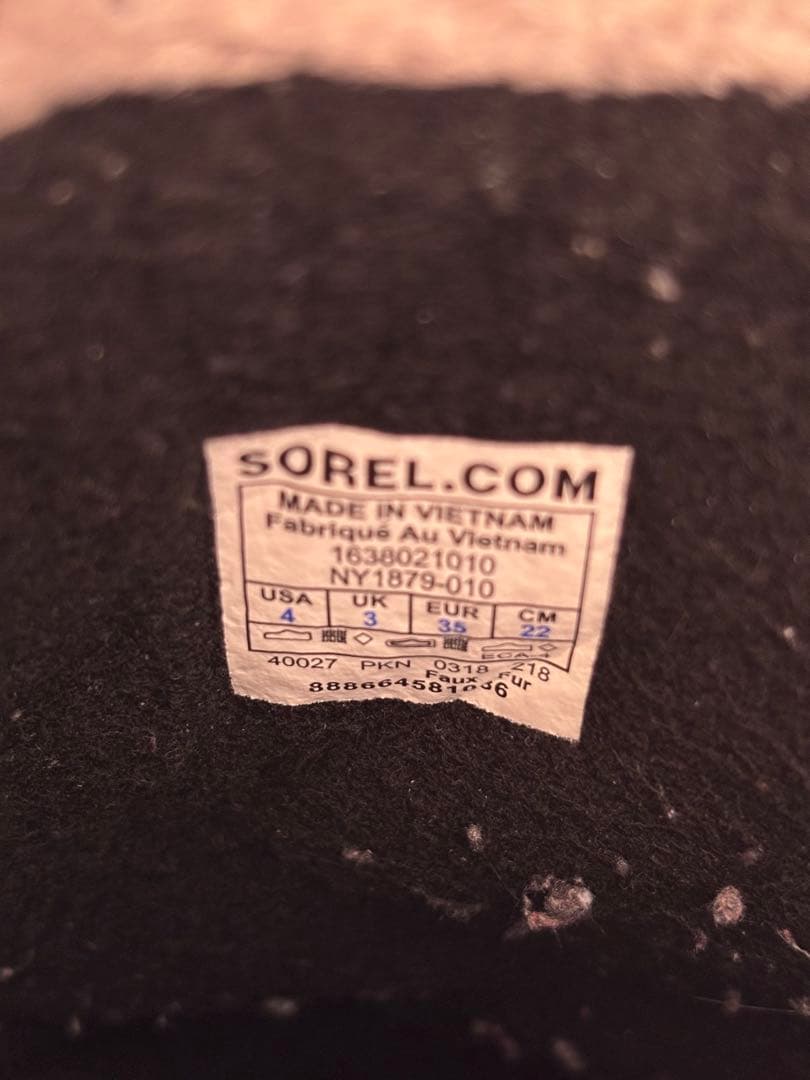 SOREL.COM
MADE IN VIETNAM
Fabriqué Au Vietnam
1638021010
NY1879-010
USA UK EUR CM
4 3 35 22
40027 PKN 0318 218
Faux Fur